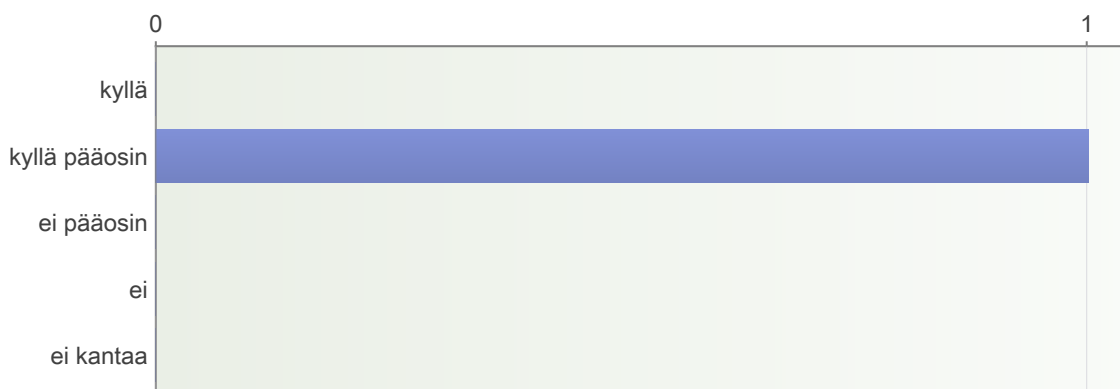 0 1
kyllä
kyllä pääosin
ei pääosin
ei
ei kantaa